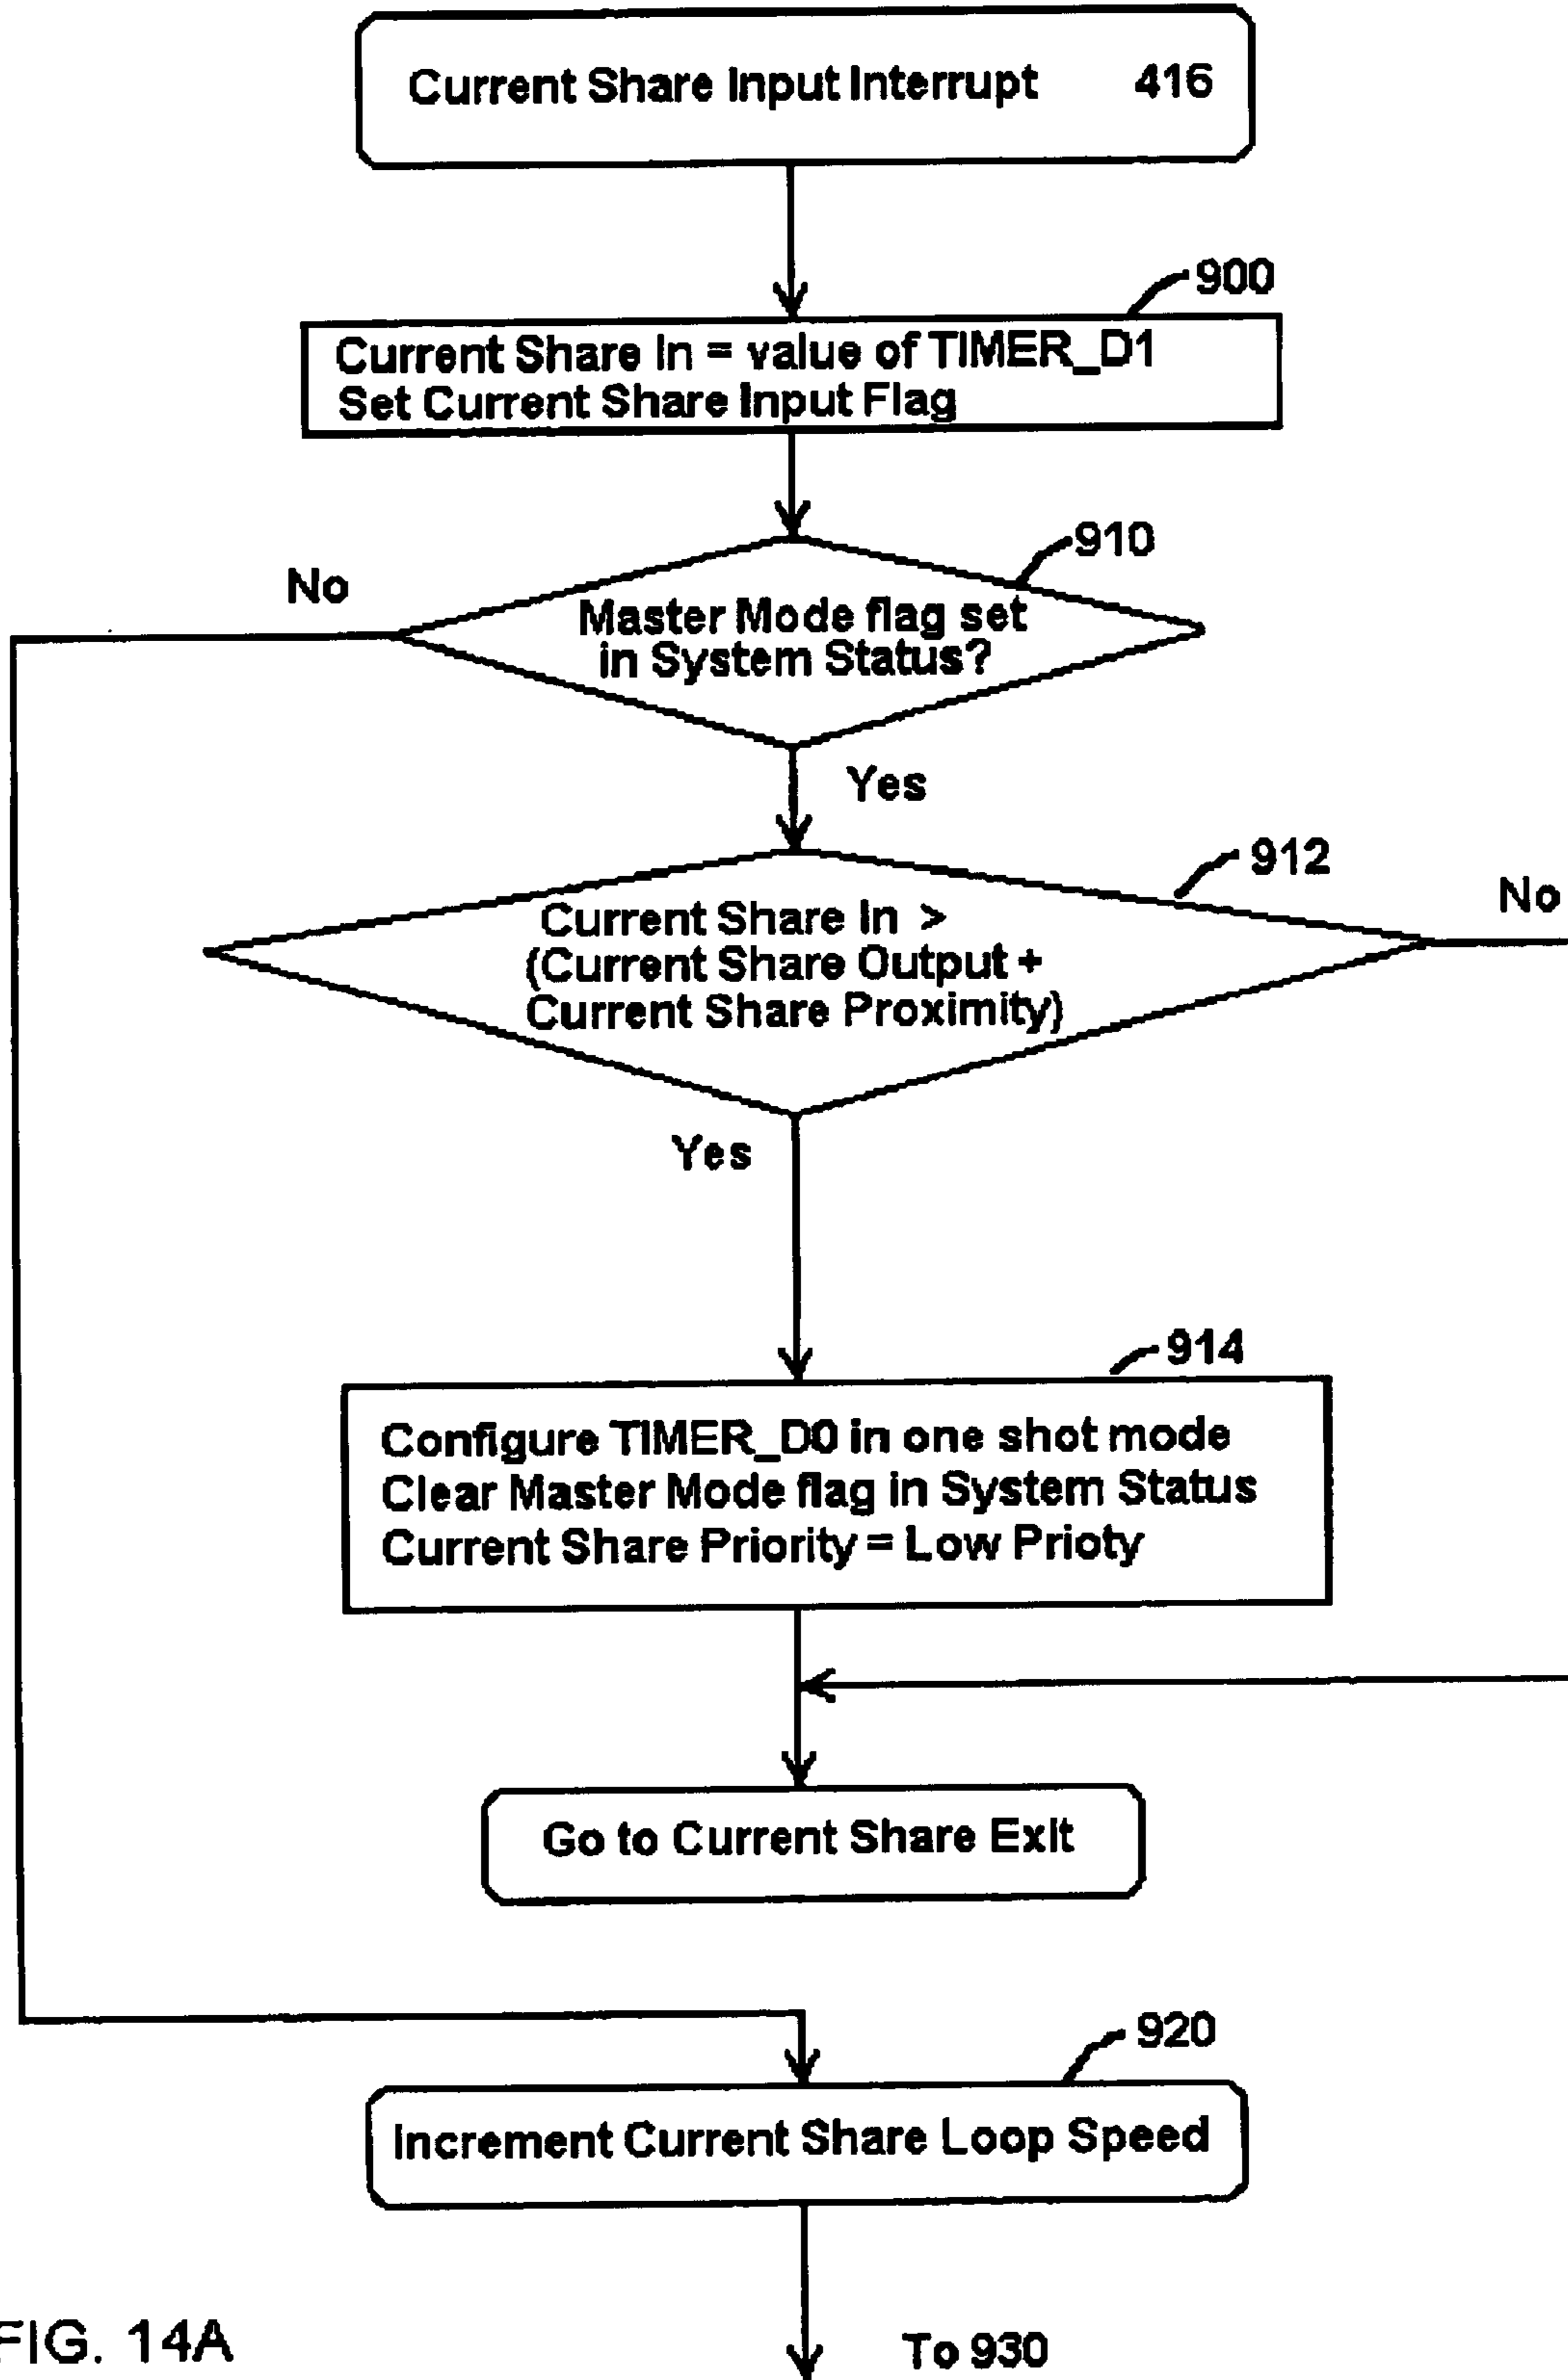 Current Share Input Interrupt 416
900
Current Share In = value of TIMER_D1
Set Current Share Input Flag
910
No
Master Mode flag set
in System Status?
Yes
912
No
Current Share In >
(Current Share Output +
Current Share Proximity)
Yes
914
Configure TIMER_D0 in one shot mode
Clear Master Mode flag in System Status
Current Share Priority = Low Prioty
Go to Current Share Exit
920
Increment Current Share Loop Speed
FIG. 14A
To 930